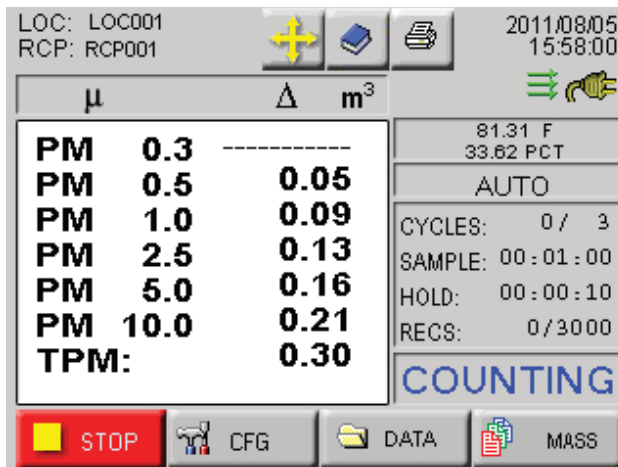 LOC: LOC001
RCP: RCP001
2011/08/05
15:58:00
µ Δ m³
81.31 F
33.62 PCT
AUTO
PM 0.3 -----------
PM 0.5 0.05
PM 1.0 0.09
PM 2.5 0.13
PM 5.0 0.16
PM 10.0 0.21
TPM: 0.30
CYCLES: 0/ 3
SAMPLE: 00:01:00
HOLD: 00:00:10
RECS: 0/3000
COUNTING
STOP CFG DATA MASS